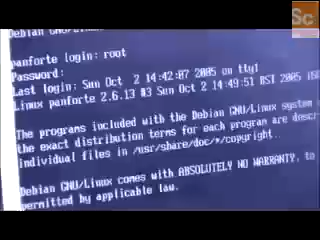 Debian GNU/Linux
Sc
panforte login: root
Password:
Last login: Sun Oct 2 14:42:07 2005 on tty1
Linux panforte 2.6.13 #3 Sun Oct 2 14:49:51 BST 2005
The programs included with the Debian GNU/Linux system
the exact distribution terms for each program are descr
individual files in /usr/share/doc/*/copyright.
Debian GNU/Linux comes with ABSOLUTELY NO WARRANTY, to
permitted by applicable law.